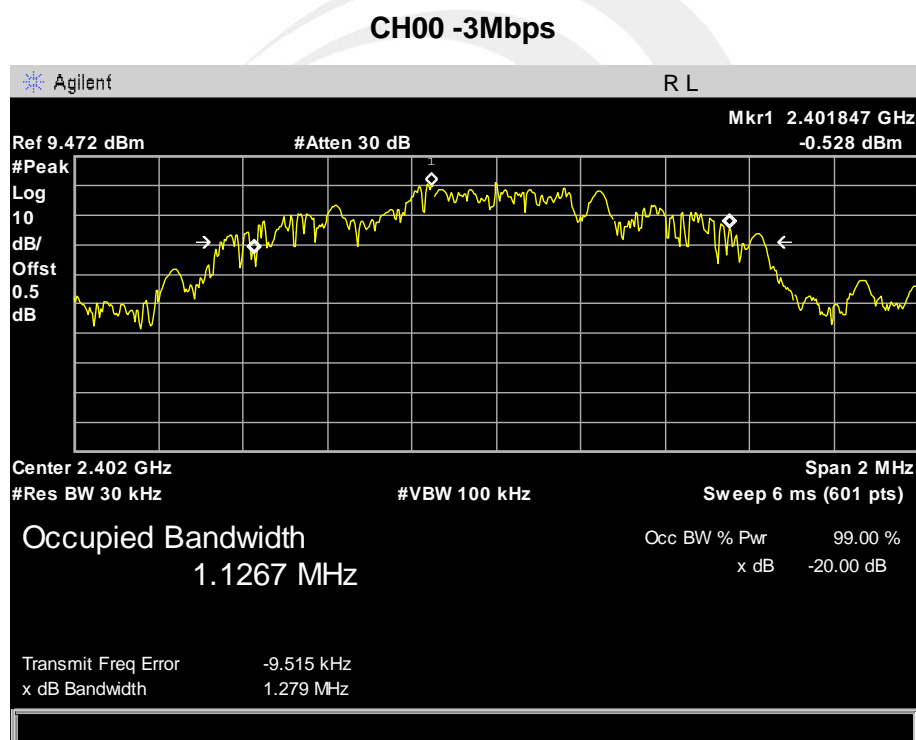 CH00 -3Mbps
Agilent R L
Mkr1 2.401847 GHz
Ref 9.472 dBm #Atten 30 dB -0.528 dBm
#Peak
1
Log
10
dB/
Offst
0.5
dB
Center 2.402 GHz Span 2 MHz
#Res BW 30 kHz #VBW 100 kHz Sweep 6 ms (601 pts)
Occupied Bandwidth Occ BW % Pwr 99.00 %
1.1267 MHz x dB -20.00 dB
Transmit Freq Error -9.515 kHz
x dB Bandwidth 1.279 MHz